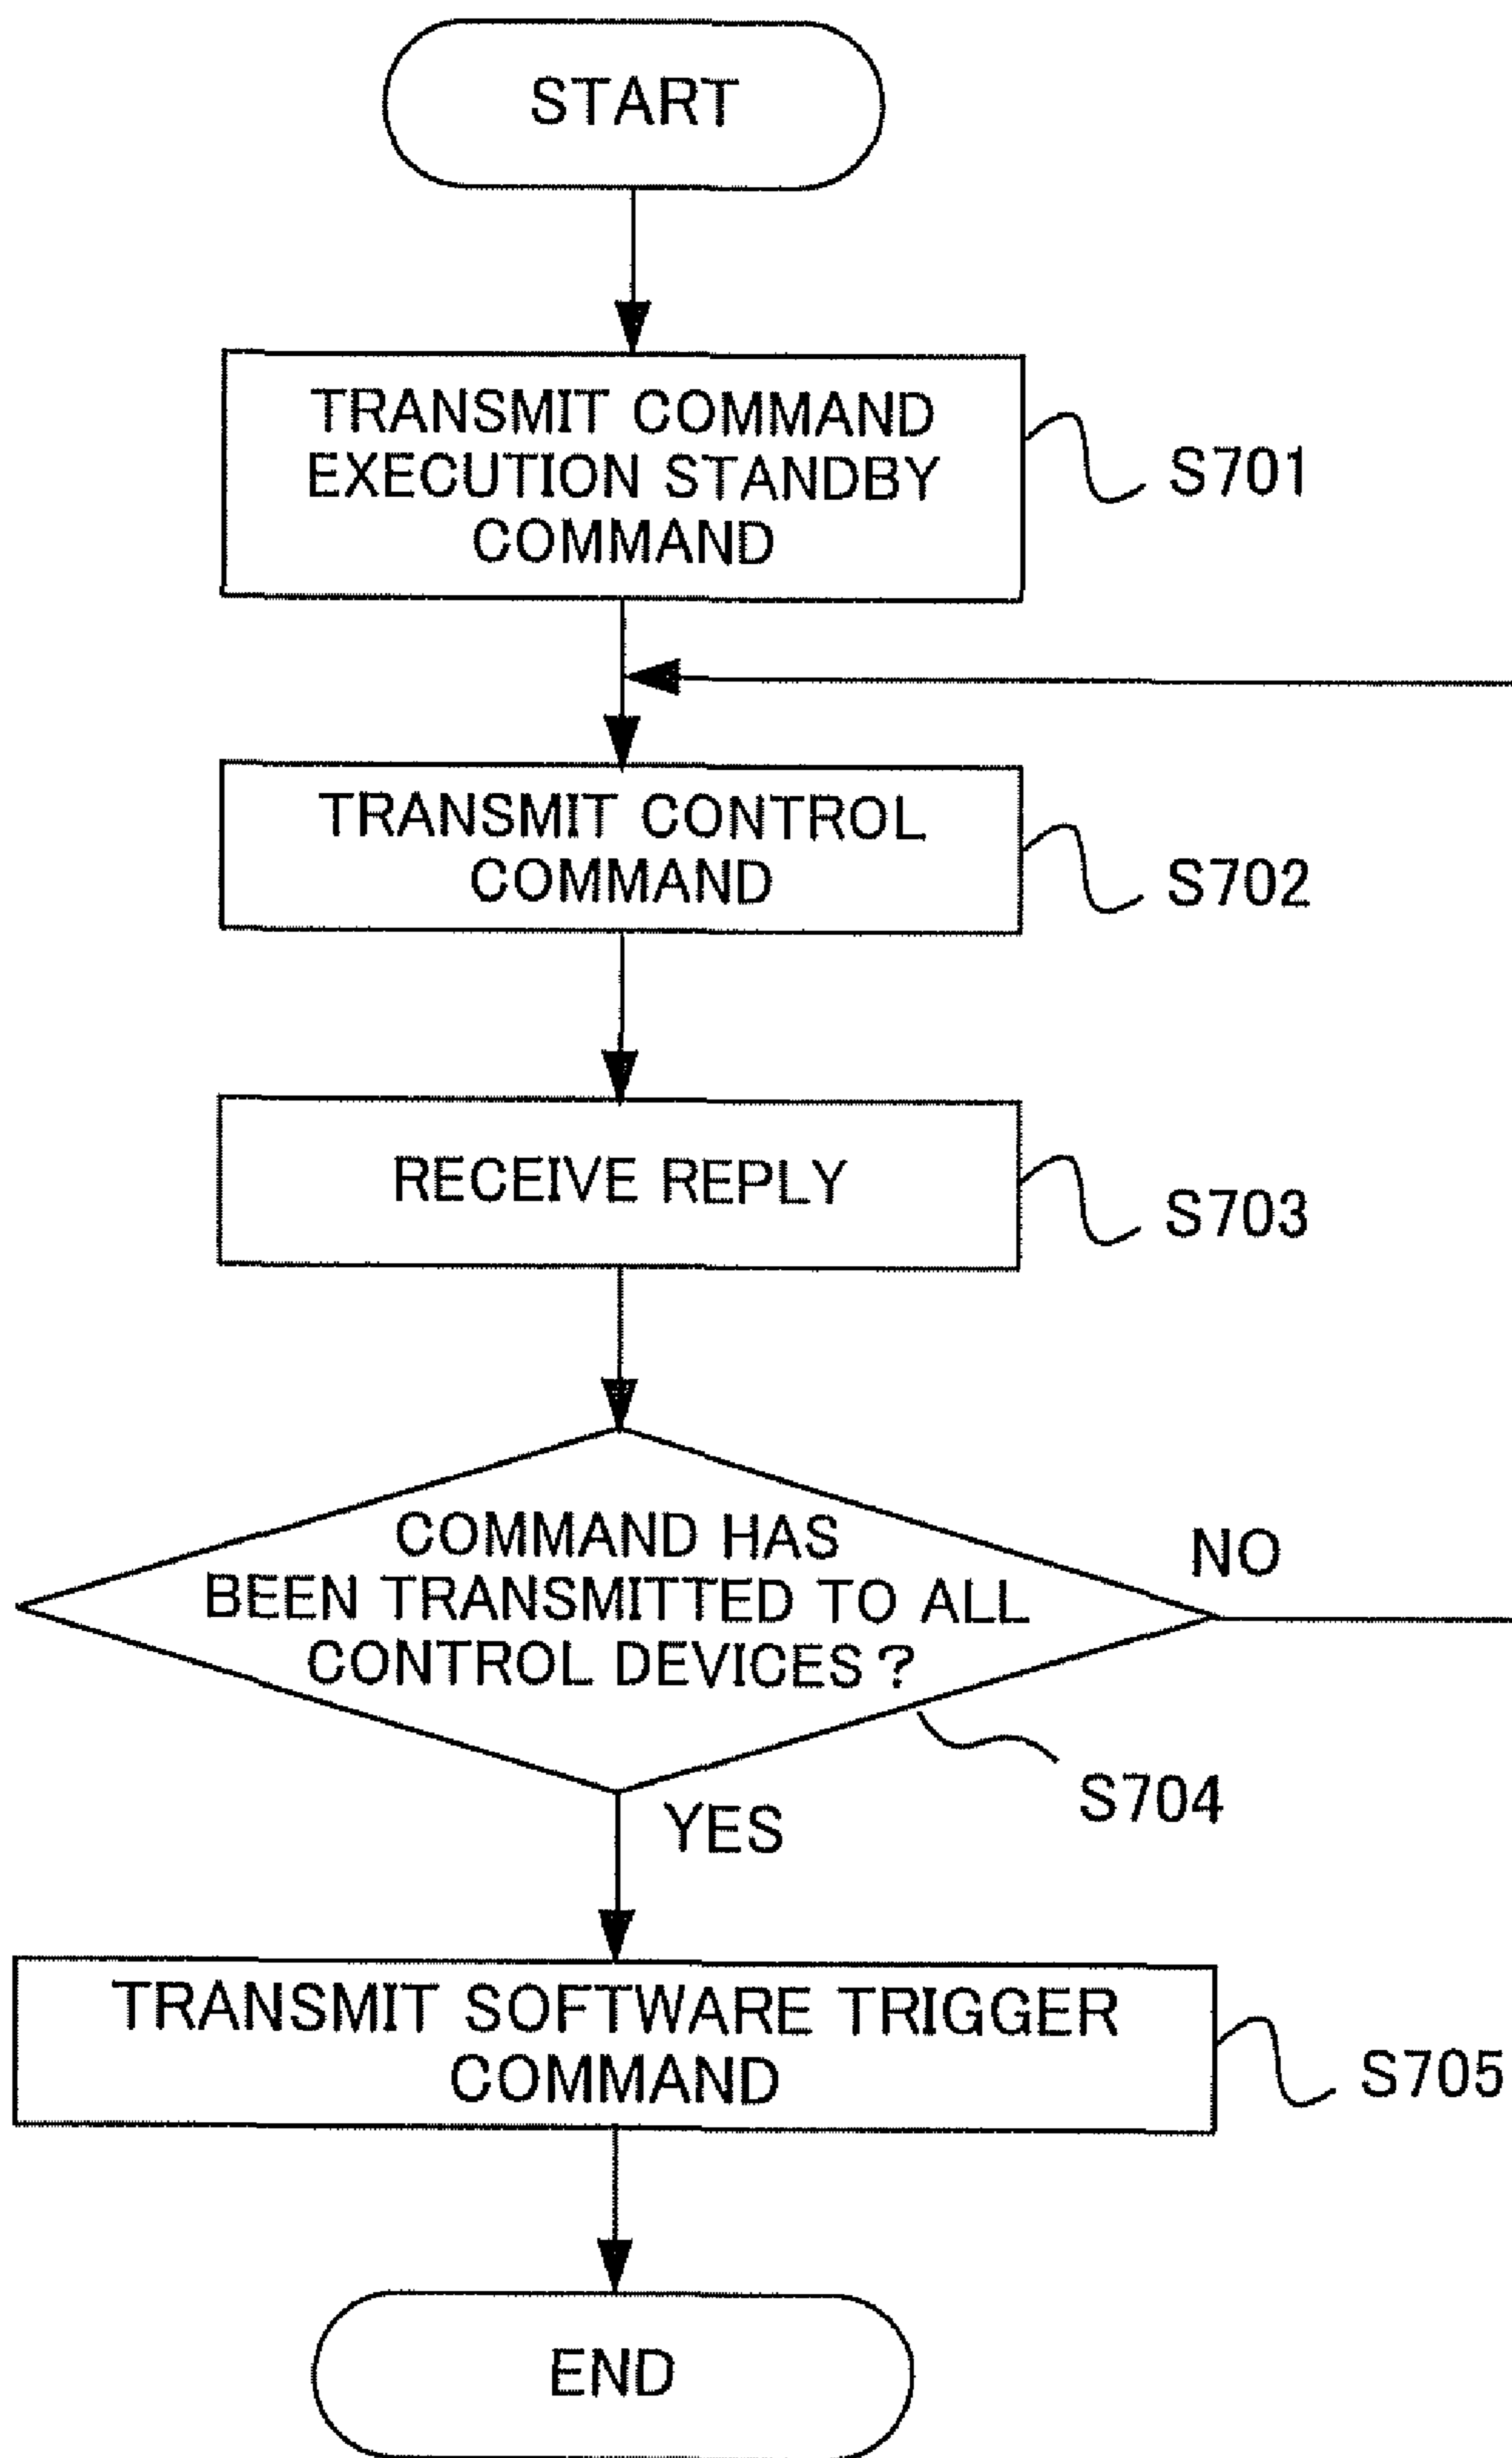 START
TRANSMIT COMMAND
EXECUTION STANDBY
COMMAND
S701
TRANSMIT CONTROL
COMMAND
S702
RECEIVE REPLY
S703
COMMAND HAS
BEEN TRANSMITTED TO ALL
CONTROL DEVICES?
NO
S704
YES
TRANSMIT SOFTWARE TRIGGER
COMMAND
S705
END